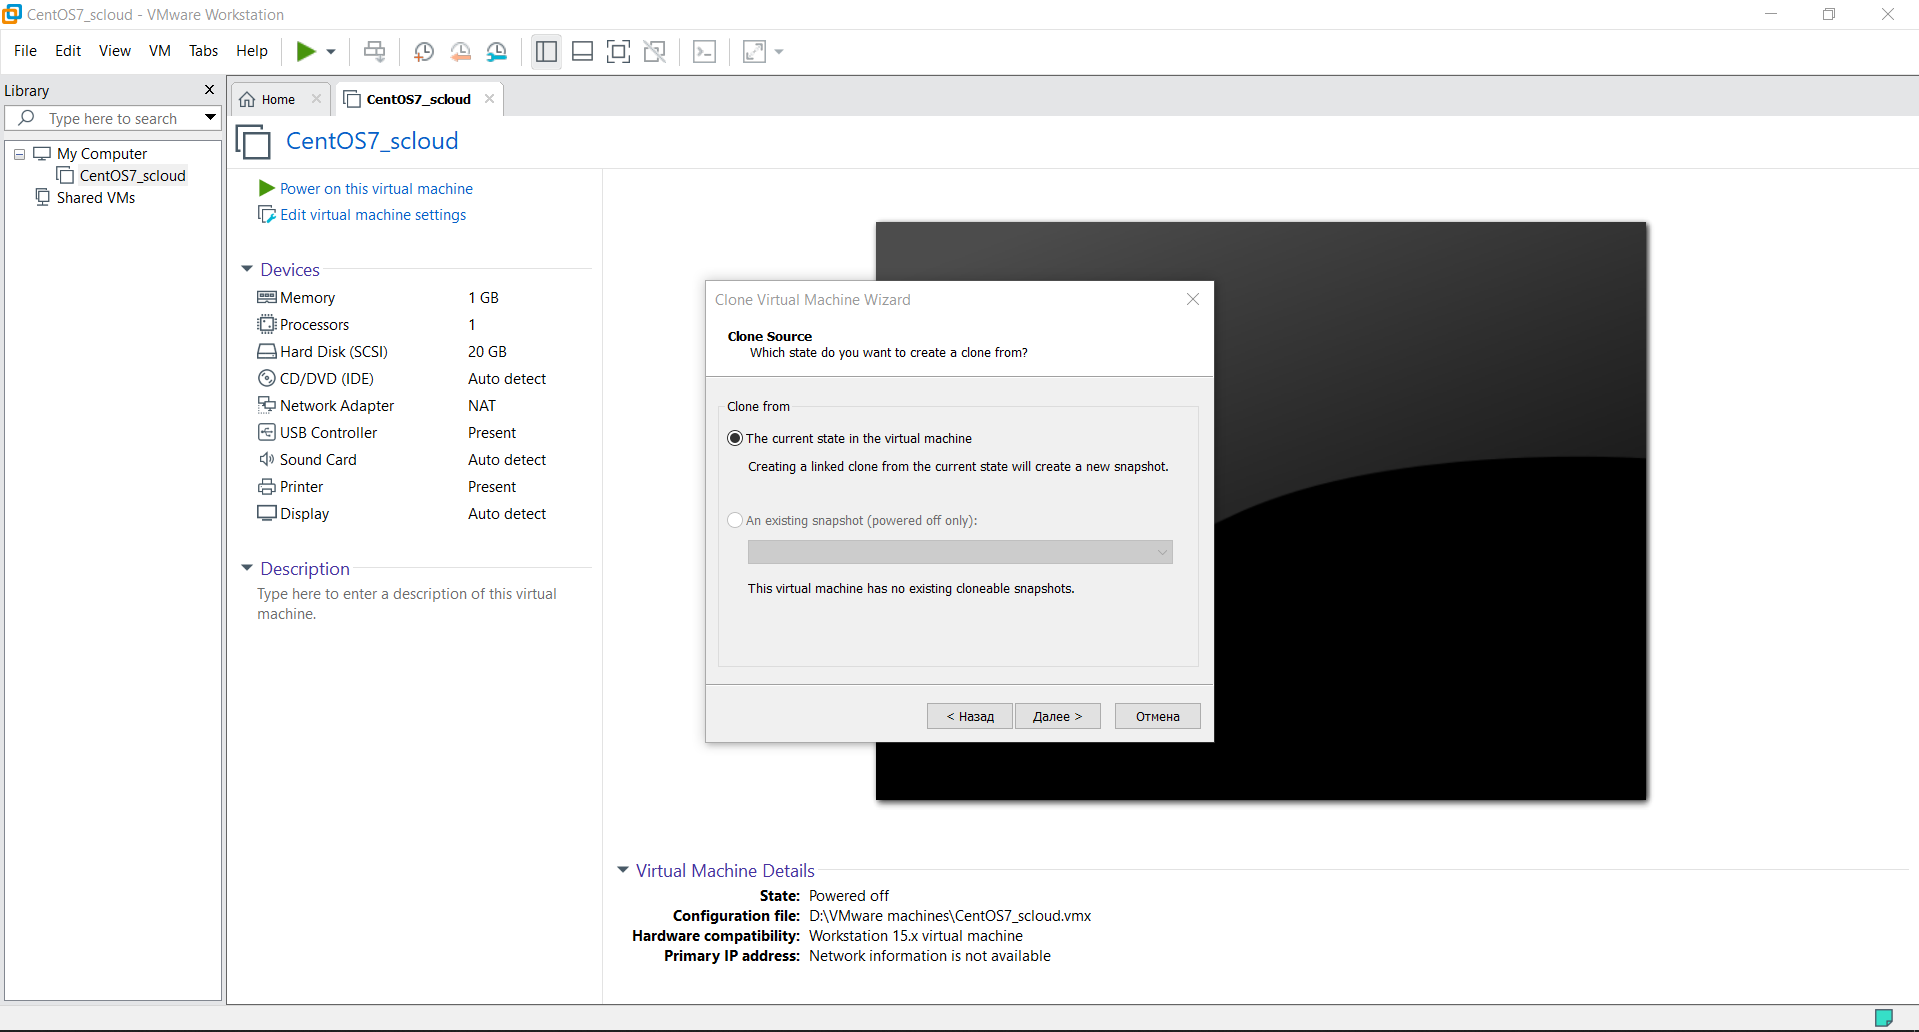 CentOS7_scloud - VMware Workstation
File Edit View VM Tabs Help
Library
Type here to search
My Computer
CentOS7_scloud
Shared VMs
Home CentOS7_scloud
CentOS7_scloud
Power on this virtual machine
Edit virtual machine settings
Devices
Memory 1 GB
Processors 1
Hard Disk (SCSI) 20 GB
CD/DVD (IDE) Auto detect
Network Adapter NAT
USB Controller Present
Sound Card Auto detect
Printer Present
Display Auto detect
Description
Type here to enter a description of this virtual
machine.
Clone Virtual Machine Wizard
Clone Source
Which state do you want to create a clone from?
Clone from
The current state in the virtual machine
Creating a linked clone from the current state will create a new snapshot.
An existing snapshot (powered off only):
This virtual machine has no existing cloneable snapshots.
< Назад Далее > Отмена
Virtual Machine Details
State: Powered off
Configuration file: D:\VMware machines\CentOS7_scloud.vmx
Hardware compatibility: Workstation 15.x virtual machine
Primary IP address: Network information is not available